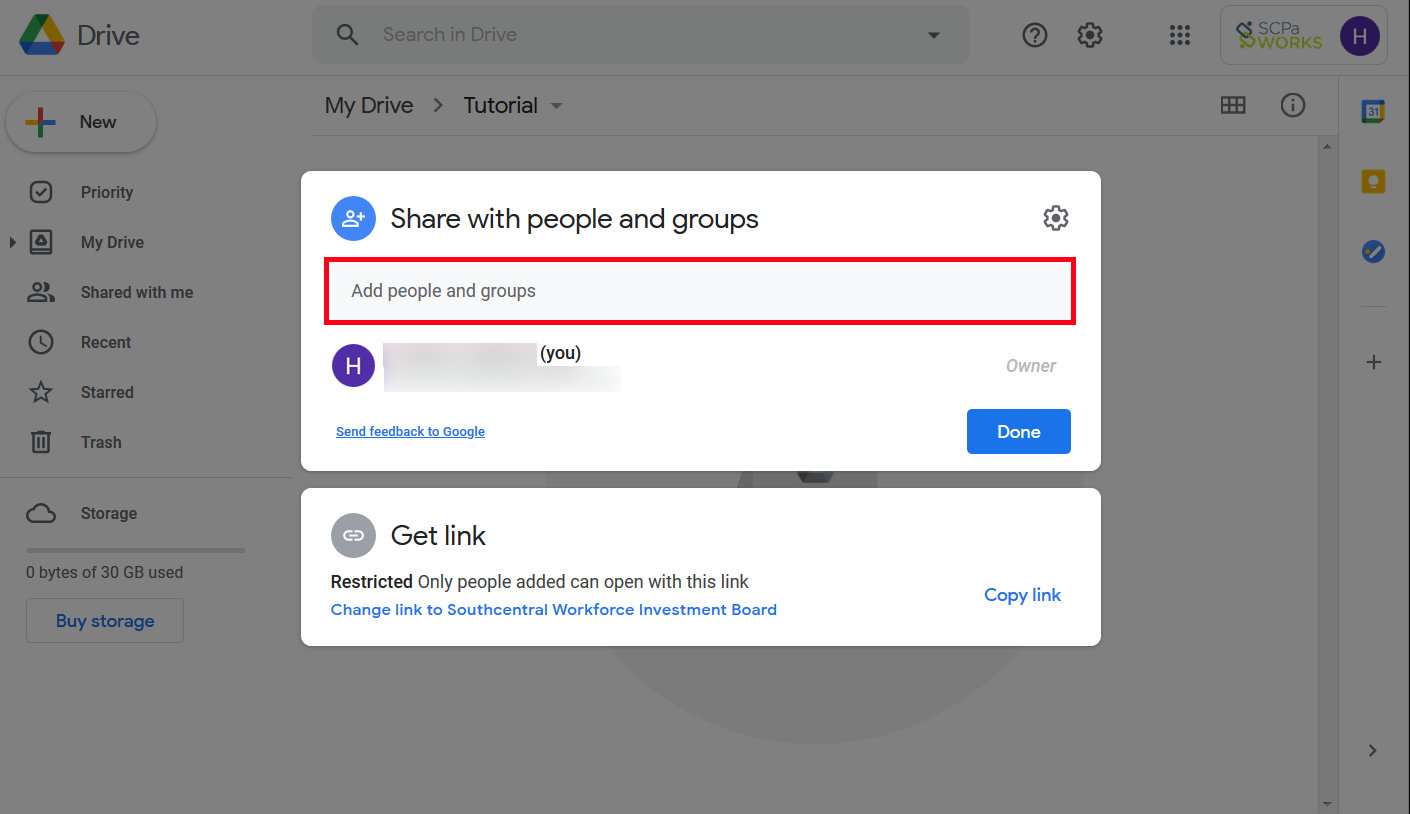 Drive
Search in Drive
SCPa
WORKS
H
New
My Drive
Tutorial
31
Priority
My Drive
Shared with me
Recent
Starred
Trash
Storage
0 bytes of 30 GB used
Buy storage
Share with people and groups
Add people and groups
H
(you)
Owner
Send feedback to Google
Done
Get link
Restricted Only people added can open with this link
Change link to Southcentral Workforce Investment Board
Copy link